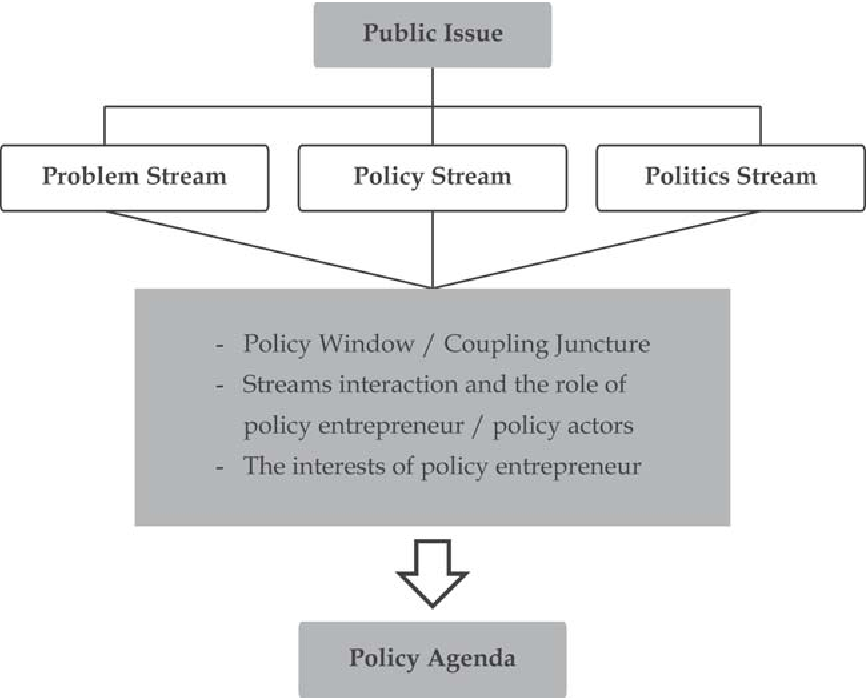 Public Issue
Problem Stream
Policy Stream
Politics Stream
- Policy Window / Coupling Juncture
- Streams interaction and the role of
policy entrepreneur / policy actors
- The interests of policy entrepreneur
Policy Agenda